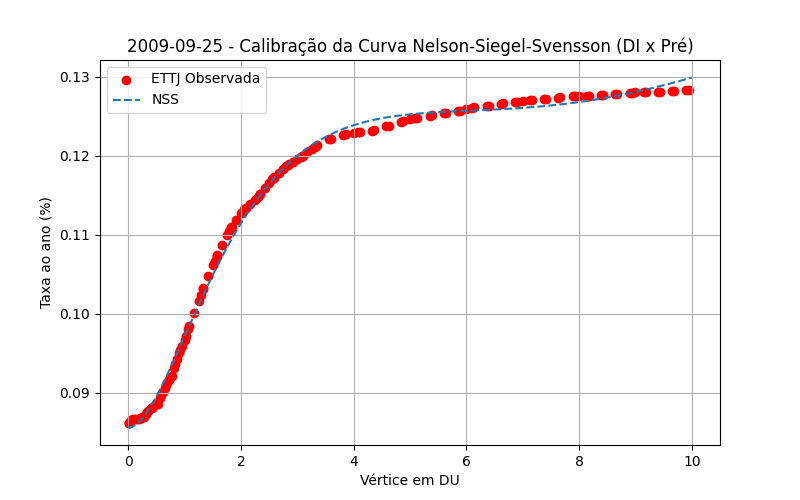 2009-09-25 - Calibração da Curva Nelson-Siegel-Svensson (DI x Pré)
ETTJ Observada
NSS
Taxa ao ano (%)
0.13
0.12
0.11
0.10
0.09
0 2 4 6 8 10
Vértice em DU